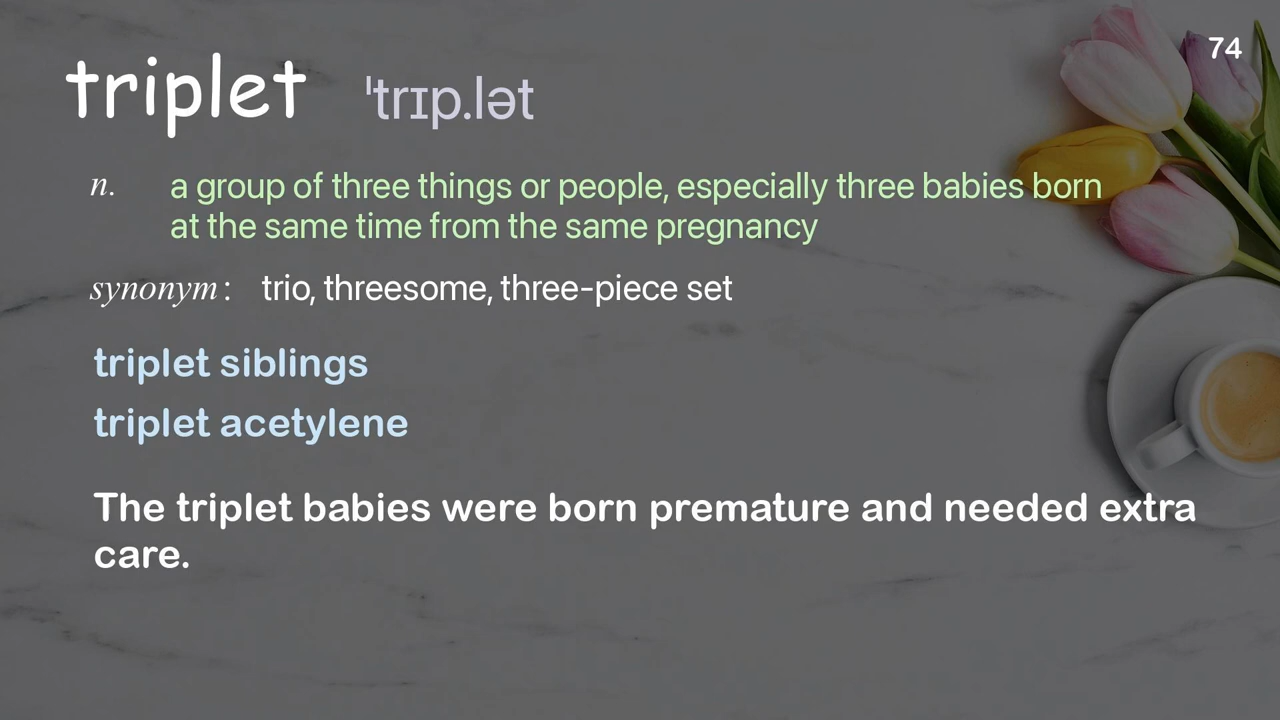 74
triplet ˈtrɪp.lət
n. a group of three things or people, especially three babies born
at the same time from the same pregnancy
synonym : trio, threesome, three-piece set
triplet siblings
triplet acetylene
The triplet babies were born premature and needed extra
care.